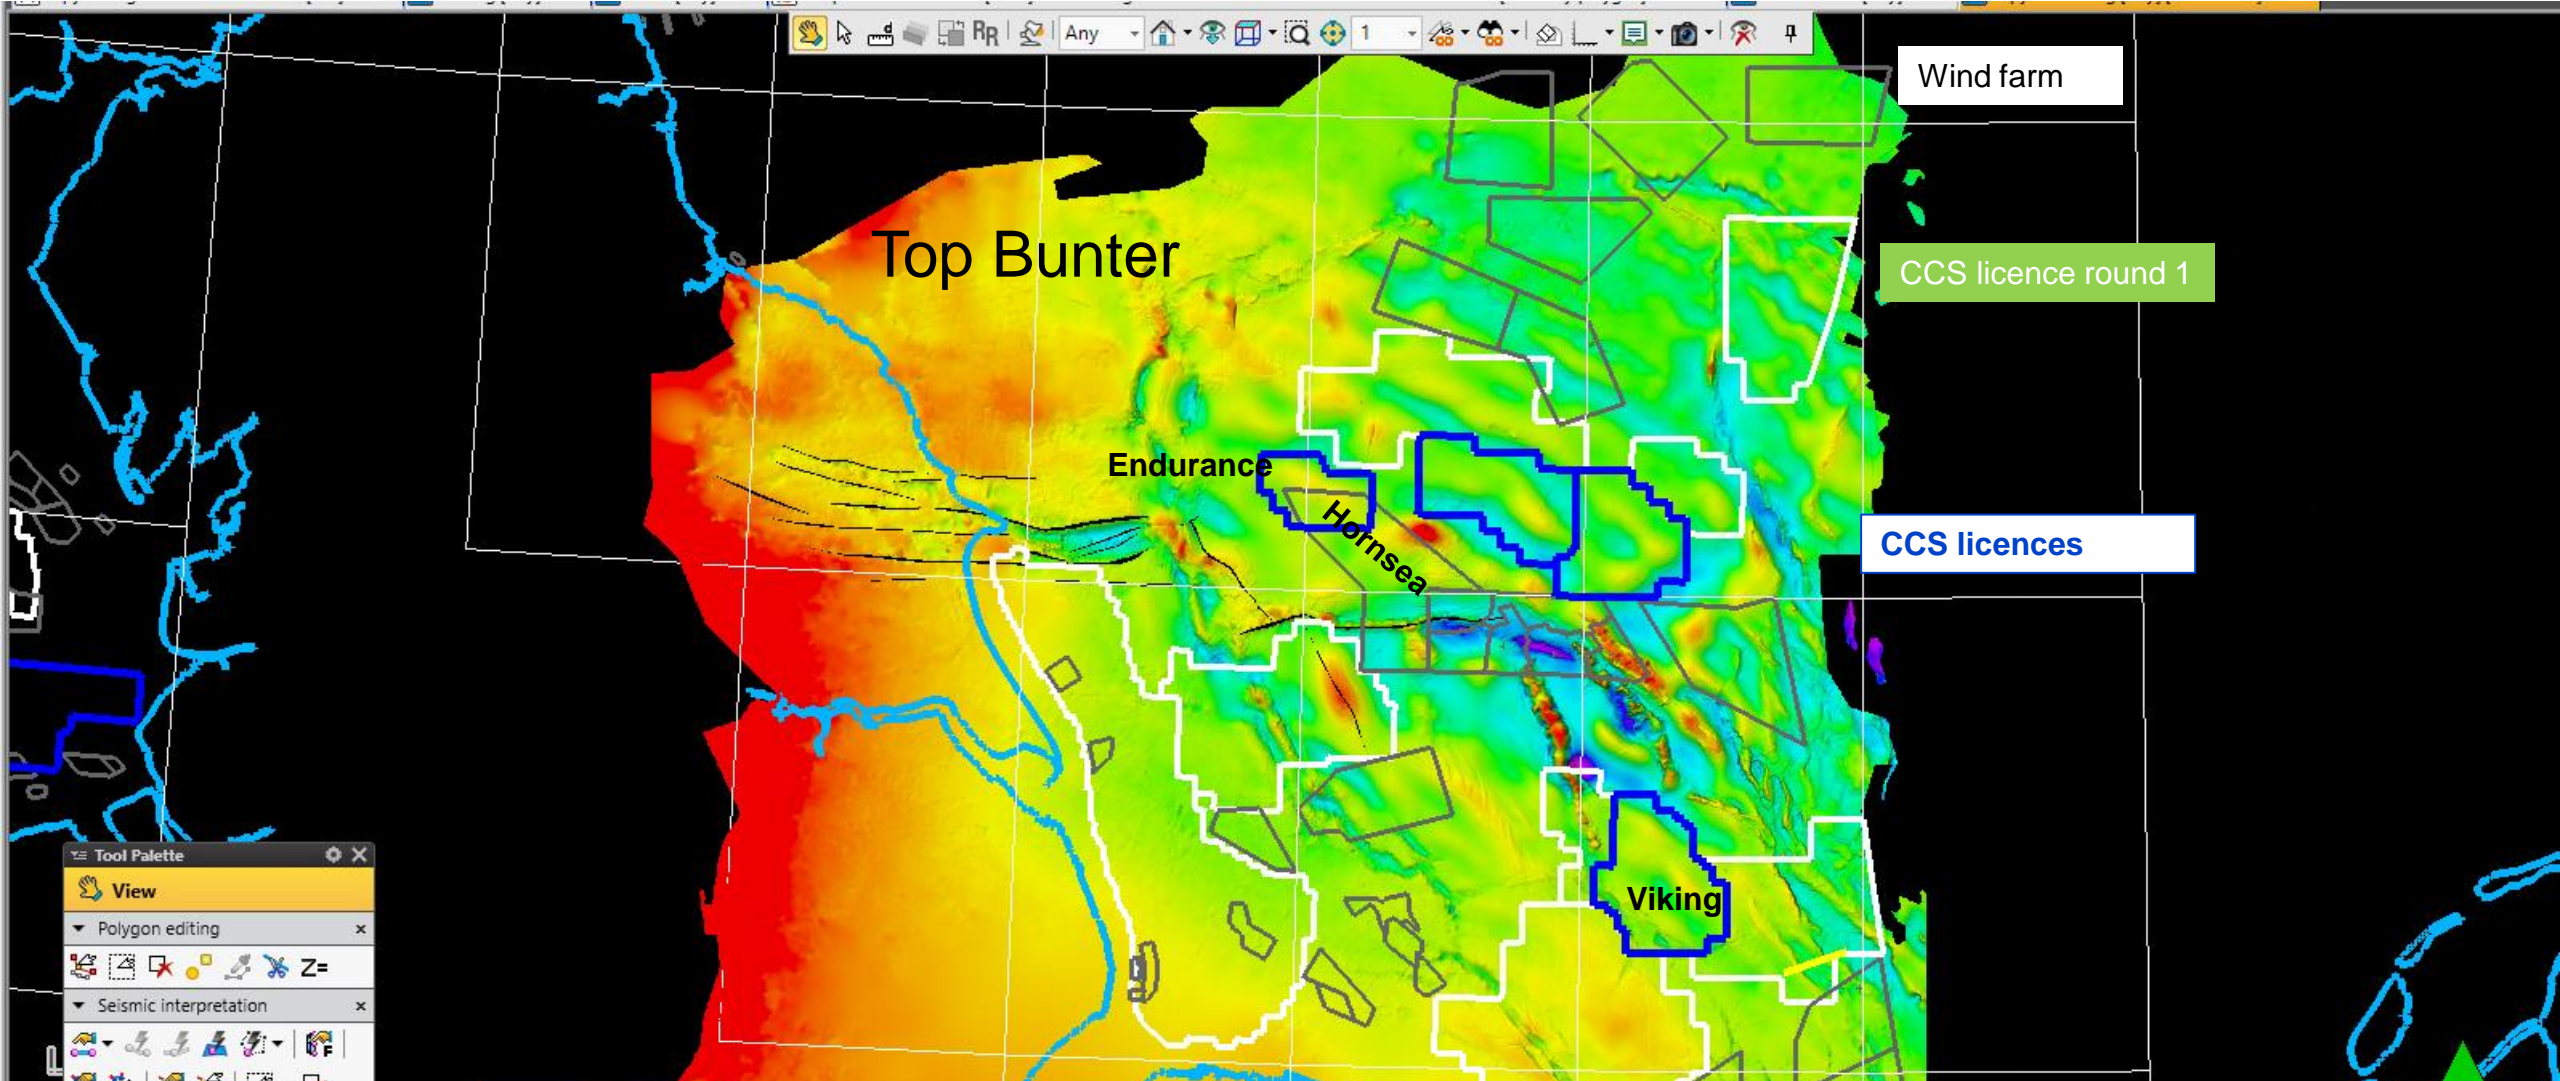 RR
Any
1
Wind farm
Top Bunter
CCS licence round 1
Endurance
Hornsea
CCS licences
Tool Palette
View
Viking
Polygon editing
Z=
Seismic interpretation
F